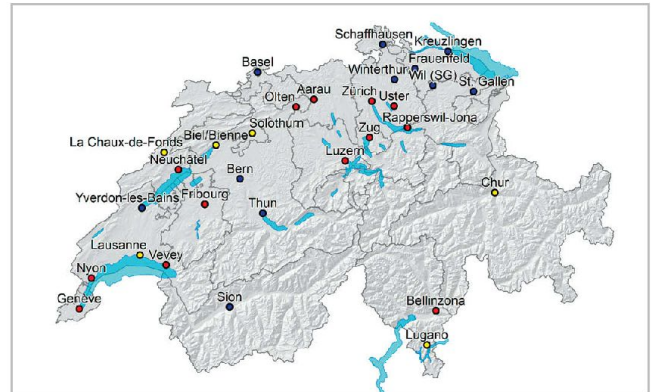 Schaffhausen
Kreuzlingen
Basel
Frauenfeld
Winterthur
Wil (SG)
St. Gallen
Aarau
Zürich
Uster
Olten
Rapperswil-Jona
Solothurn
Biel/Bienne
Zug
La Chaux-de-Fonds
Neuchâtel
Luzern
Bern
Chur
Yverdon-les-Bains
Fribourg
Thun
Lausanne
Vevey
Nyon
Genève
Sion
Bellinzona
Lugano